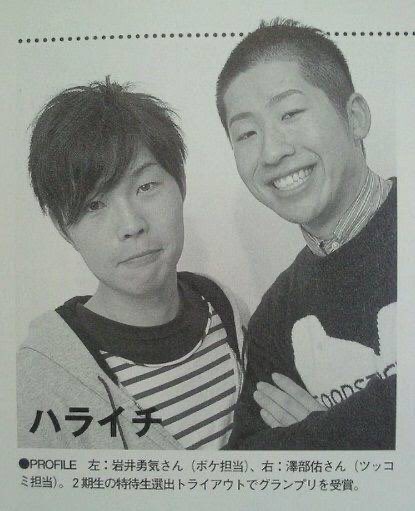 ハライチ
●PROFILE 左：岩井勇気さん（ボケ担当）、右：澤部佑さん（ツッコ
ミ担当）。２期生の特待生選出トライアウトでグランプリを受賞。